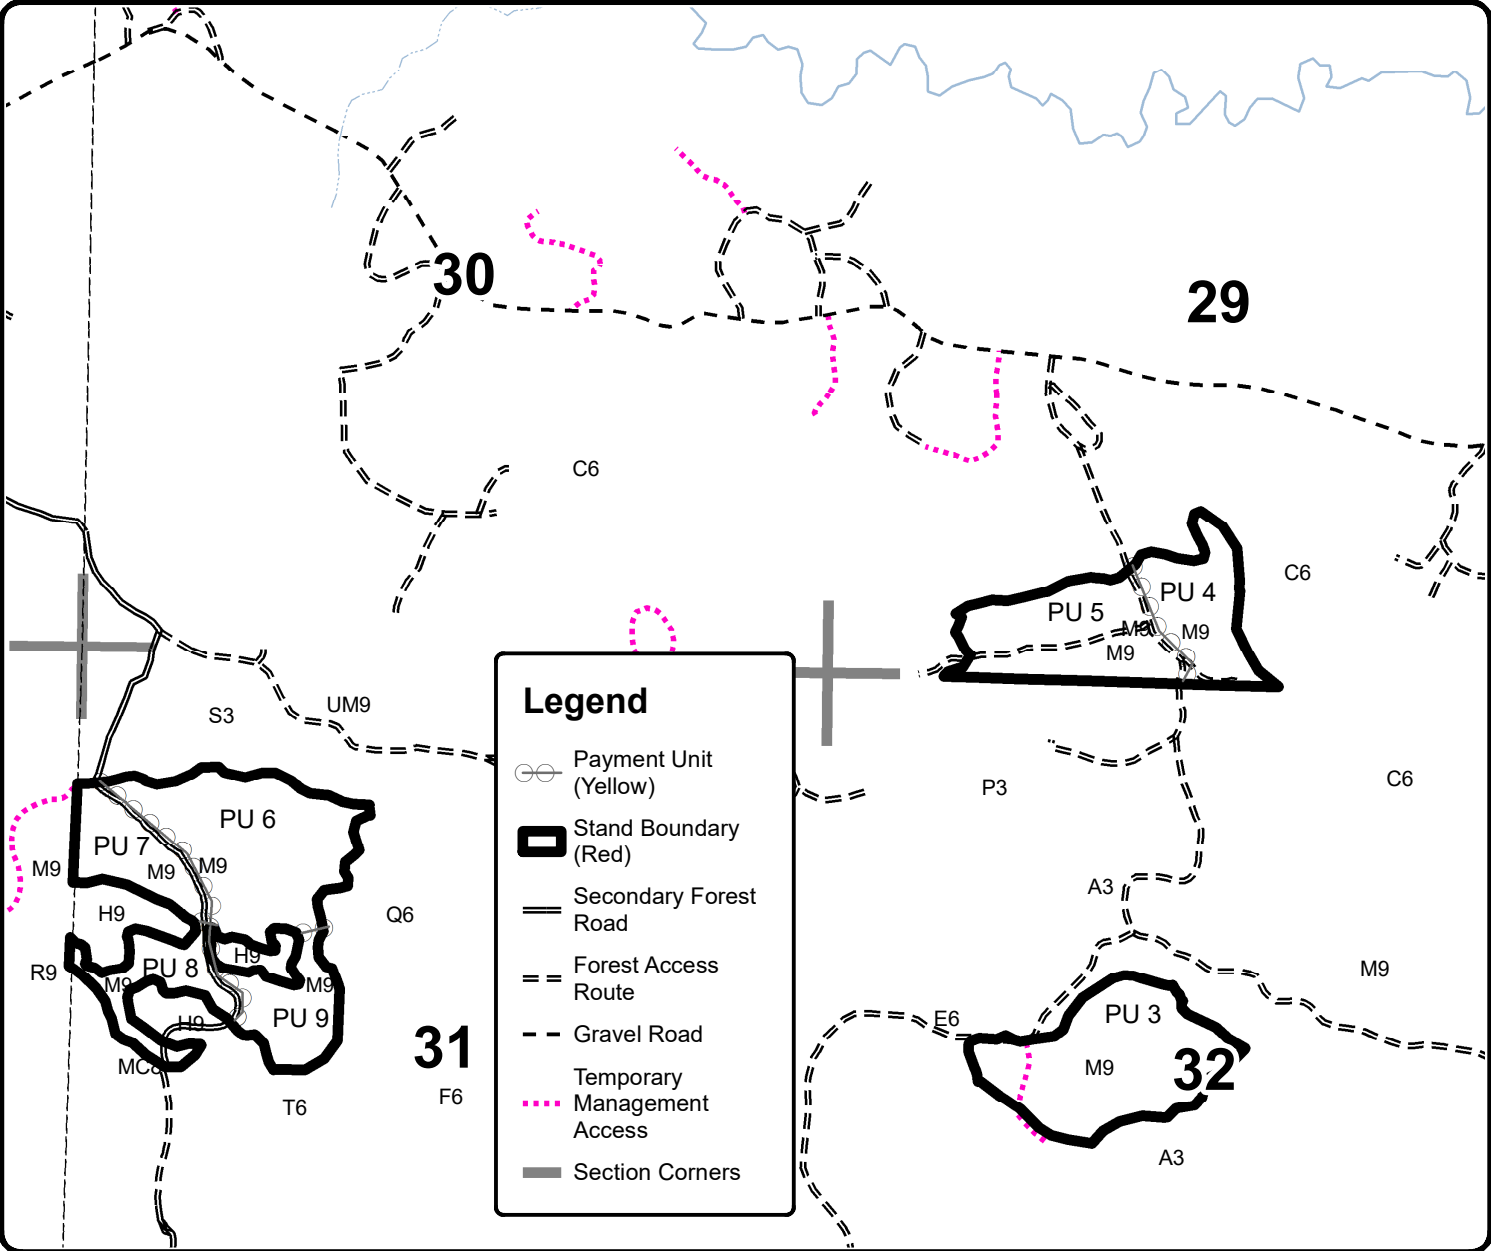 30
29
C6
C6
PU 4
PU 5
M9
M9
M9
UM9
S3
P3
C6
PU 6
PU 7
M9
M9
M9
A3
H9
Q6
H9
PU 8
R9
M9
M9
M9
H9
PU 9
E6
PU 3
31
MC8
M9
32
F6
T6
A3
Legend
Payment Unit
(Yellow)
Stand Boundary
(Red)
Secondary Forest
Road
Forest Access
Route
Gravel Road
Temporary
Management
Access
Section Corners